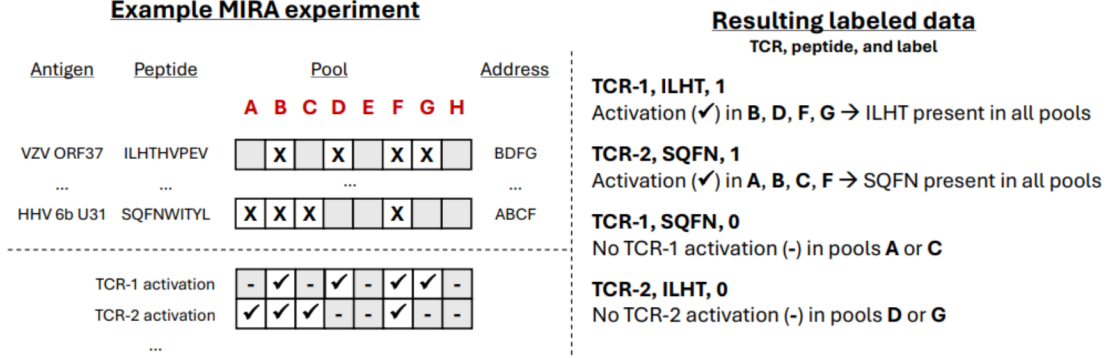 Example MIRA experiment
Antigen Peptide Pool Address
A B C D E F G H
VZV ORF37 ILHTHVPEV X X X X BDFG
... ... ... ...
HHV 6b U31 SQFNWITYL X X X X ABCF
TCR-1 activation - ✓ - ✓ - ✓ ✓ -
TCR-2 activation ✓ ✓ ✓ - - ✓ - -
...
Resulting labeled data
TCR, peptide, and label
TCR-1, ILHT, 1
Activation (✓) in B, D, F, G → ILHT present in all pools
TCR-2, SQFN, 1
Activation (✓) in A, B, C, F → SQFN present in all pools
TCR-1, SQFN, 0
No TCR-1 activation (-) in pools A or C
TCR-2, ILHT, 0
No TCR-2 activation (-) in pools D or G